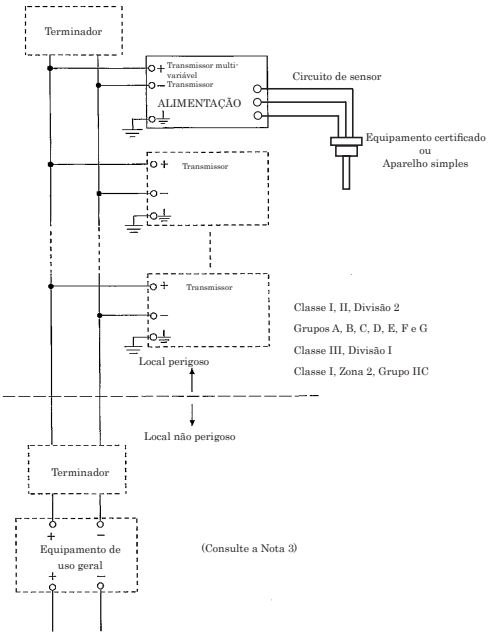 Terminador
+
Transmissor multi-
variável
−
Transmissor
ALIMENTAÇÃO
Circuito de sensor
Equipamento certificado
ou
Aparelho simples
+
Transmissor
−
+
Transmissor
−
Classe I, II, Divisão 2
Grupos A, B, C, D, E, F e G
Classe III, Divisão I
Classe I, Zona 2, Grupo IIC
Local perigoso
Local não perigoso
Terminador
+ −
Equipamento de
uso geral
+ −
(Consulte a Nota 3)